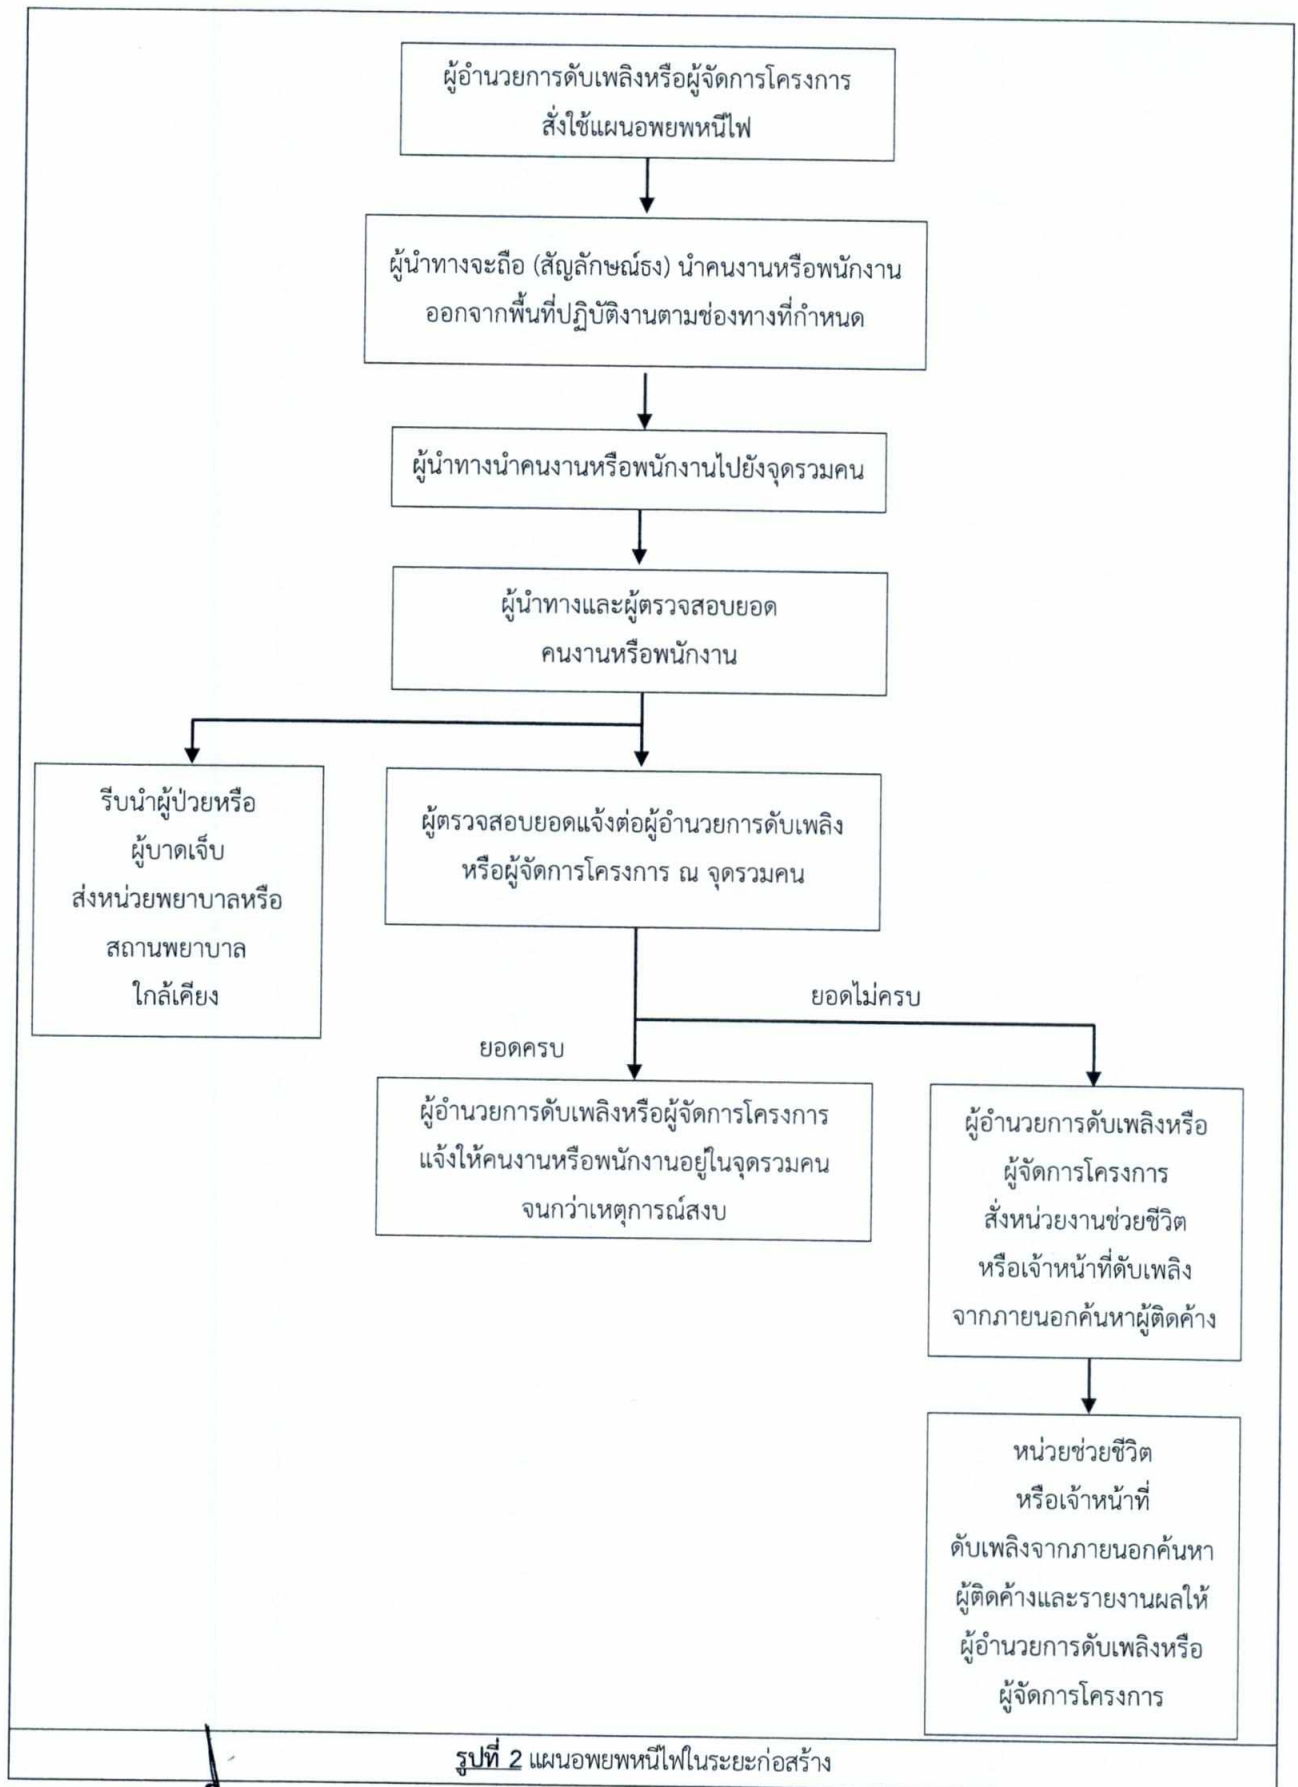 ผู้อำนวยการดับเพลิงหรือผู้จัดการโครงการ
สั่งใช้แผนอพยพหนีไฟ
ผู้นำทางจะถือ (สัญลักษณ์ธง) นำคนงานหรือพนักงาน
ออกจากพื้นที่ปฏิบัติงานตามช่องทางที่กำหนด
ผู้นำทางนำคนงานหรือพนักงานไปยังจุดรวมคน
ผู้นำทางและผู้ตรวจสอบยอด
คนงานหรือพนักงาน
รีบนำผู้ป่วยหรือ
ผู้บาดเจ็บ
ส่งหน่วยพยาบาลหรือ
สถานพยาบาล
ใกล้เคียง
ผู้ตรวจสอบยอดแจ้งต่อผู้อำนวยการดับเพลิง
หรือผู้จัดการโครงการ ณ จุดรวมคน
ยอดไม่ครบ
ยอดครบ
ผู้อำนวยการดับเพลิงหรือผู้จัดการโครงการ
แจ้งให้คนงานหรือพนักงานอยู่ในจุดรวมคน
จนกว่าเหตุการณ์สงบ
ผู้อำนวยการดับเพลิงหรือ
ผู้จัดการโครงการ
สั่งหน่วยงานช่วยชีวิต
หรือเจ้าหน้าที่ดับเพลิง
จากภายนอกค้นหาผู้ติดค้าง
หน่วยช่วยชีวิต
หรือเจ้าหน้าที่
ดับเพลิงจากภายนอกค้นหา
ผู้ติดค้างและรายงานผลให้
ผู้อำนวยการดับเพลิงหรือ
ผู้จัดการโครงการ
รูปที่ 2 แผนอพยพหนีไฟในระยะก่อสร้าง